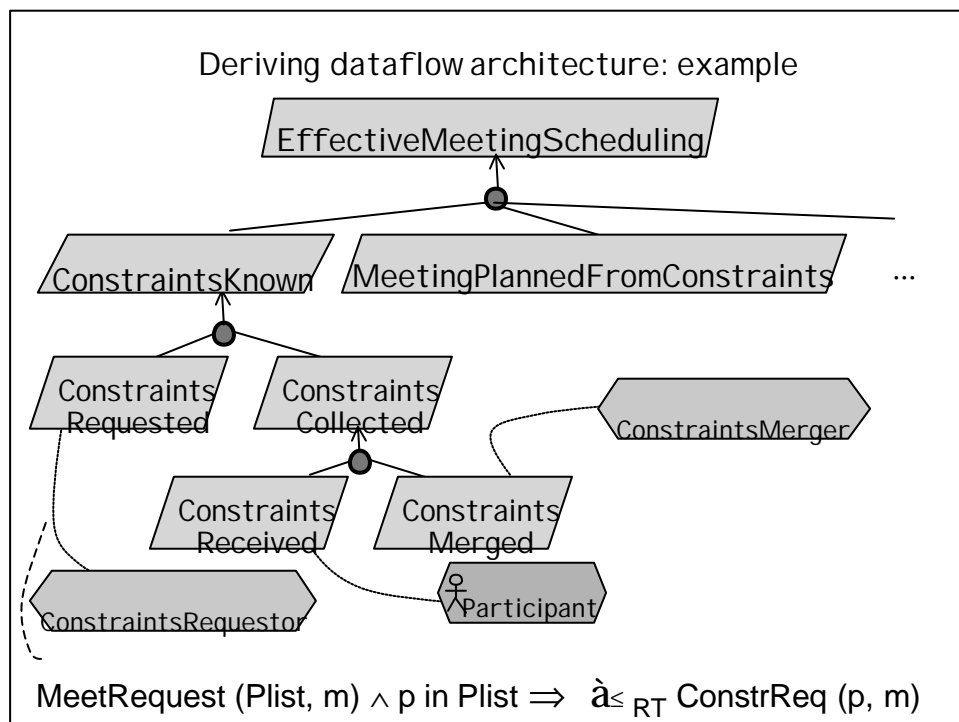 Deriving dataflow architecture: example
EffectiveMeetingScheduling
ConstraintsKnown
MeetingPlannedFromConstraints
...
Constraints
Requested
Constraints
Collected
ConstraintsMerger
Constraints
Received
Constraints
Merged
ConstraintsRequestor
Participant
MeetRequest (Plist, m) ∧ p in Plist ⇒ à≤ RT ConstrReq (p, m)